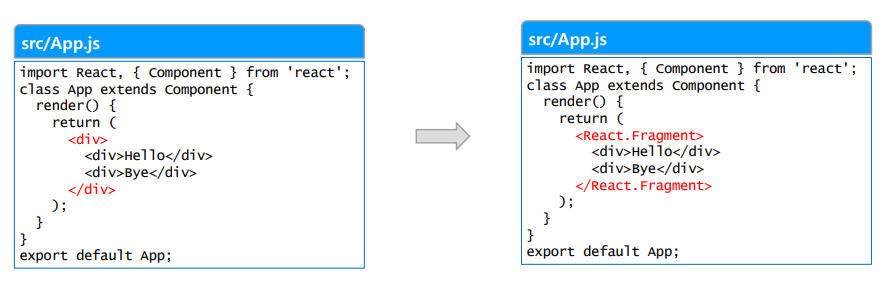 src/App.js
import React, { Component } from 'react';
class App extends Component {
  render() {
    return (
      <div>
        <div>Hello</div>
        <div>Bye</div>
      </div>
    );
  }
}
export default App;
src/App.js
import React, { Component } from 'react';
class App extends Component {
  render() {
    return (
      <React.Fragment>
        <div>Hello</div>
        <div>Bye</div>
      </React.Fragment>
    );
  }
}
export default App;